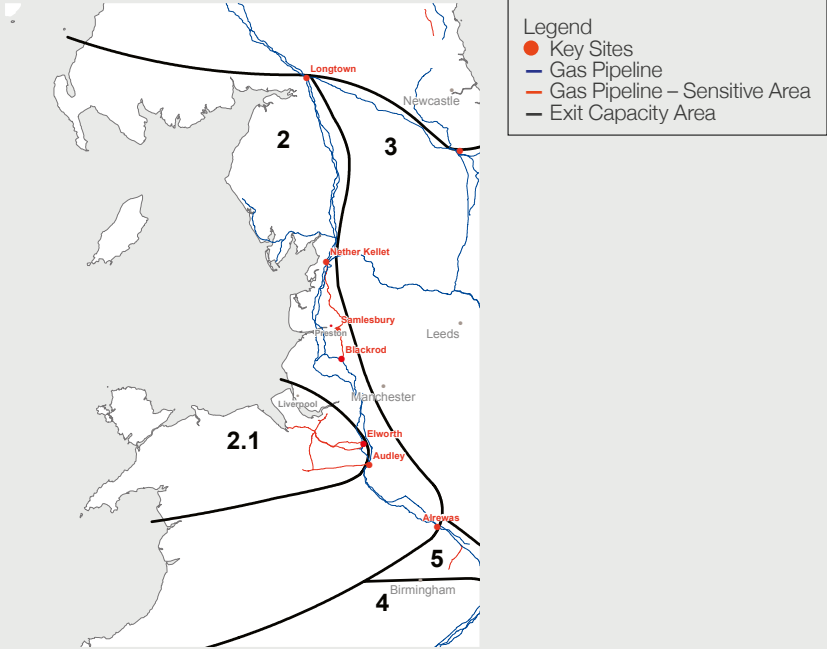 Legend
Key Sites
Gas Pipeline
Gas Pipeline – Sensitive Area
Exit Capacity Area
Longtown
Newcastle
2
3
Nether Kellet
Samlesbury
Preston
Leeds
Blackrod
Manchester
Liverpool
2.1
Elworth
Audley
Alrewas
5
Birmingham
4